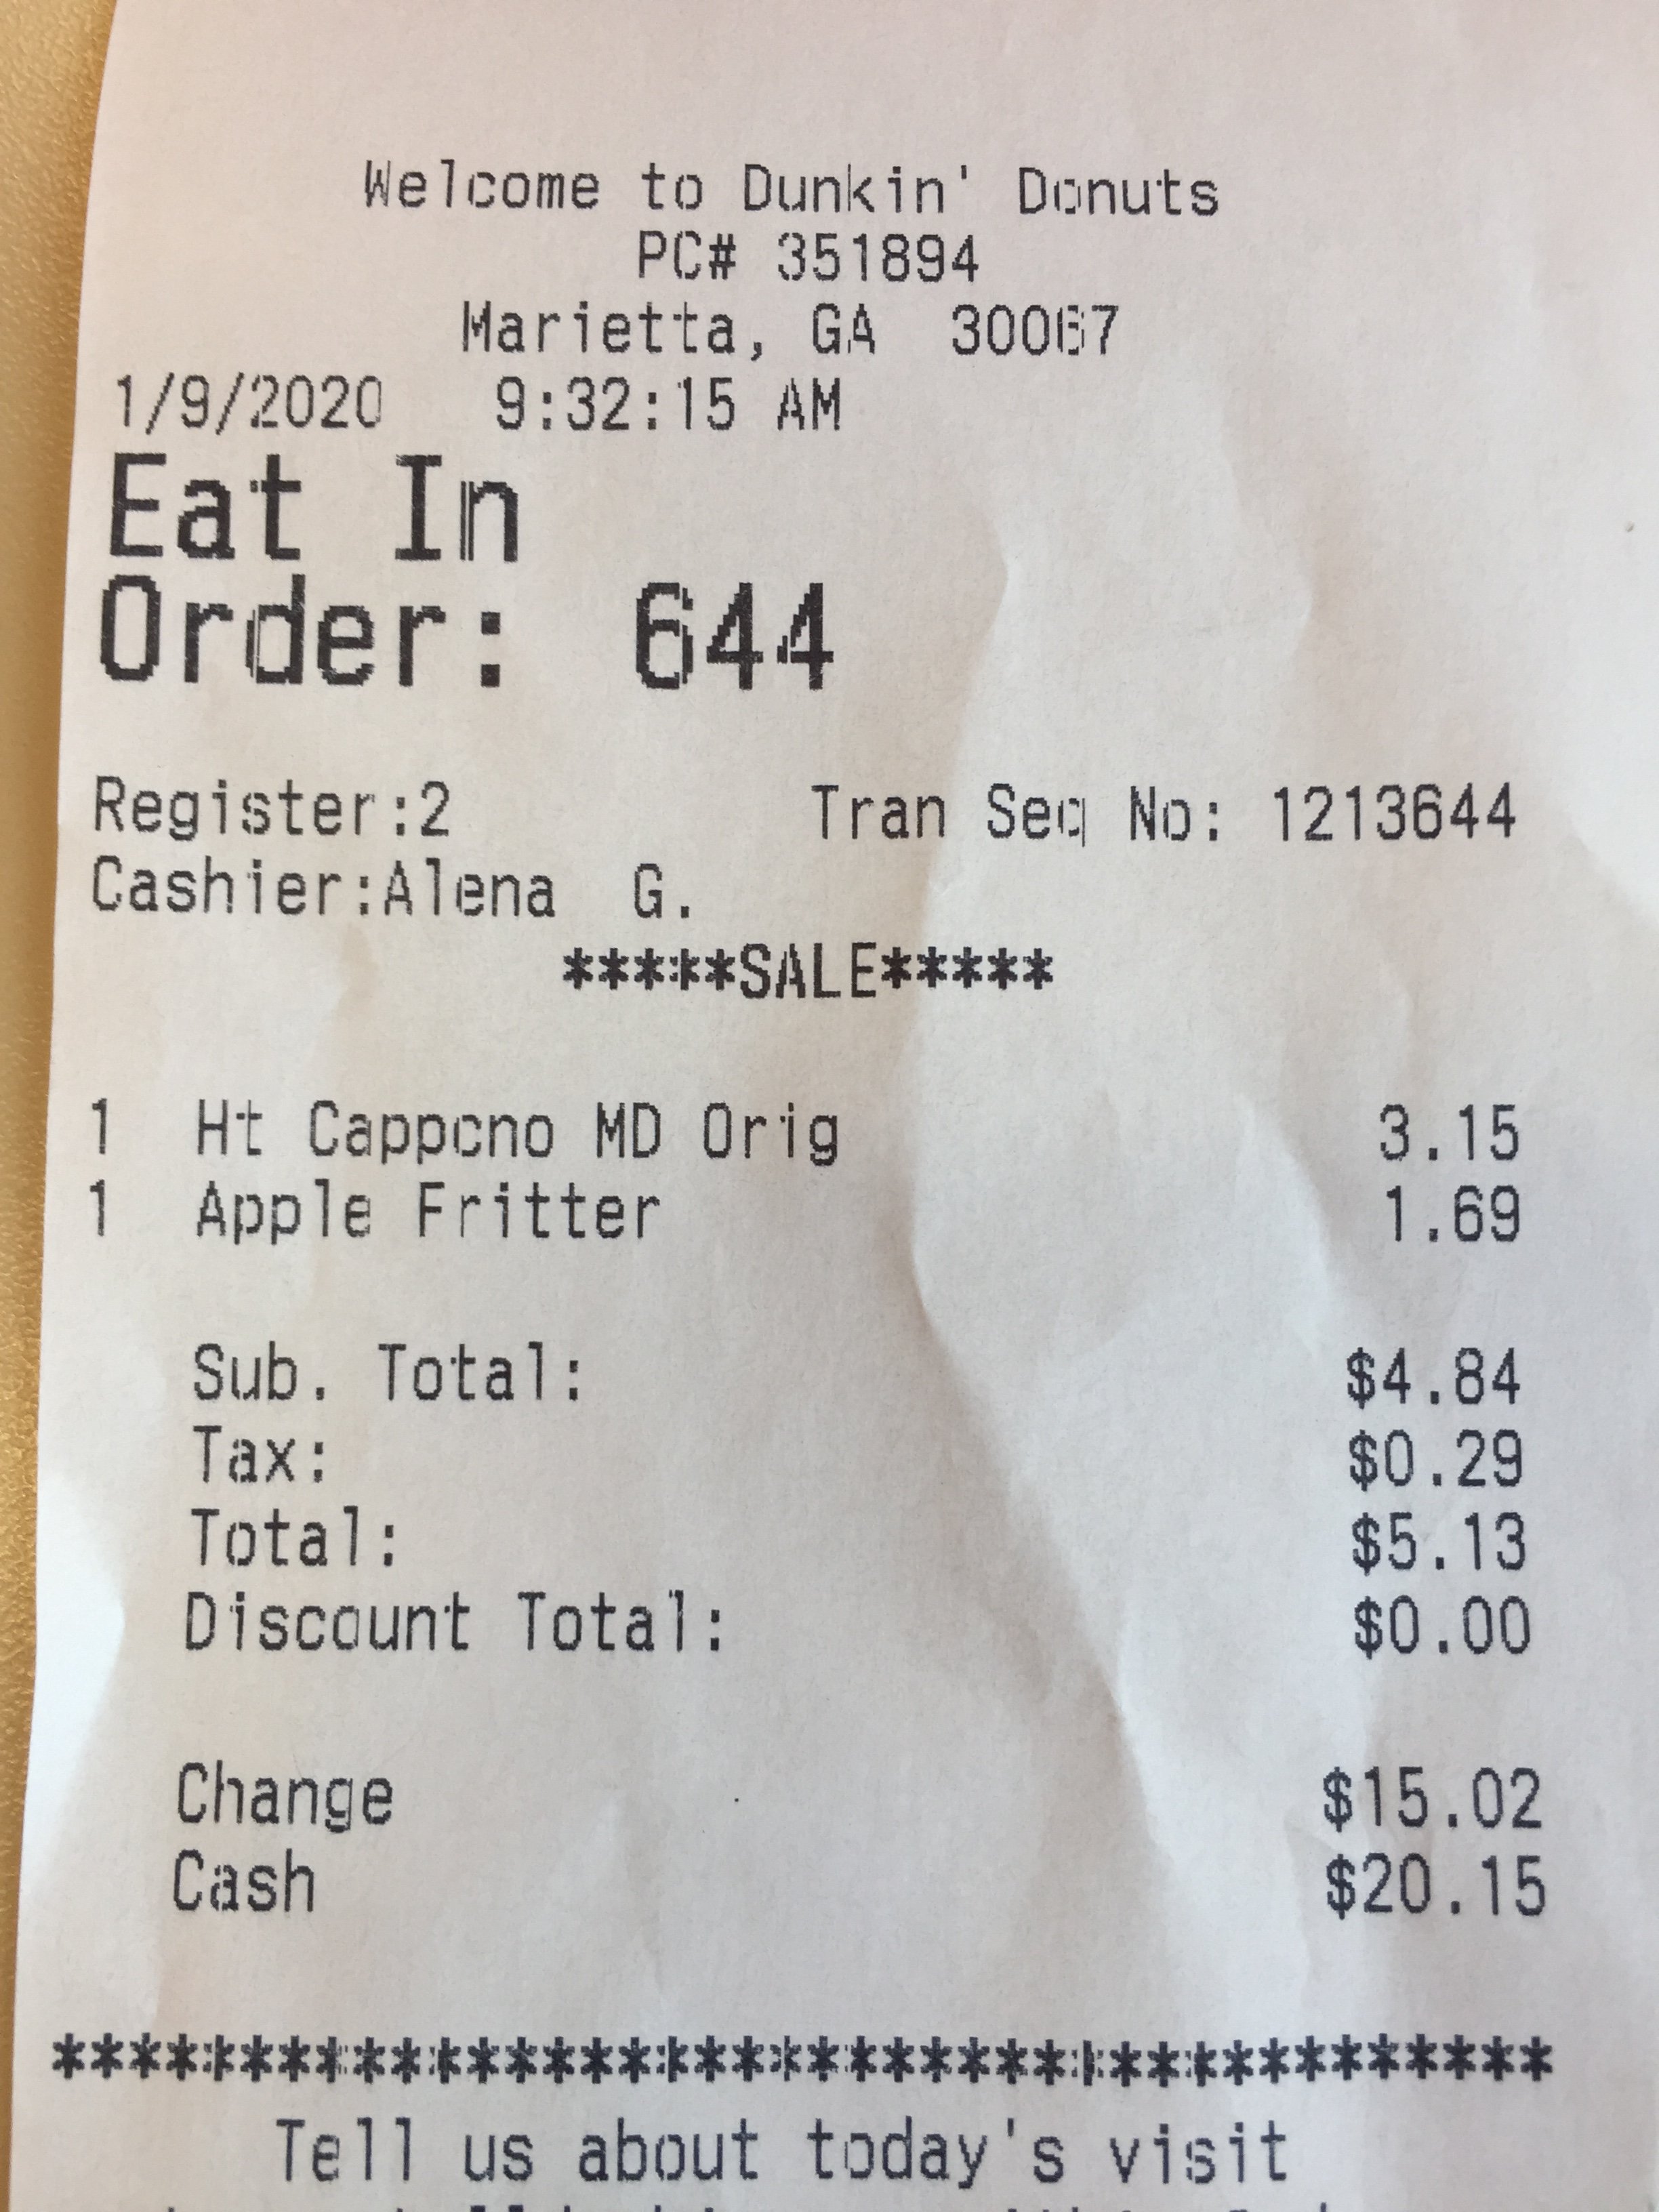 Welcome to Dunkin' Donuts
PC# 351894
Marietta, GA 30067
1/9/2020 9:32:15 AM
Eat In
Order: 644
Register:2 Tran Seq No: 1213644
Cashier:Alena G.
*****SALE*****
1 Ht Cappcno MD Orig 3.15
1 Apple Fritter 1.69
Sub. Total: $4.84
Tax: $0.29
Total: $5.13
Discount Total: $0.00
Change $15.02
Cash $20.15
****************************************
Tell us about today's visit